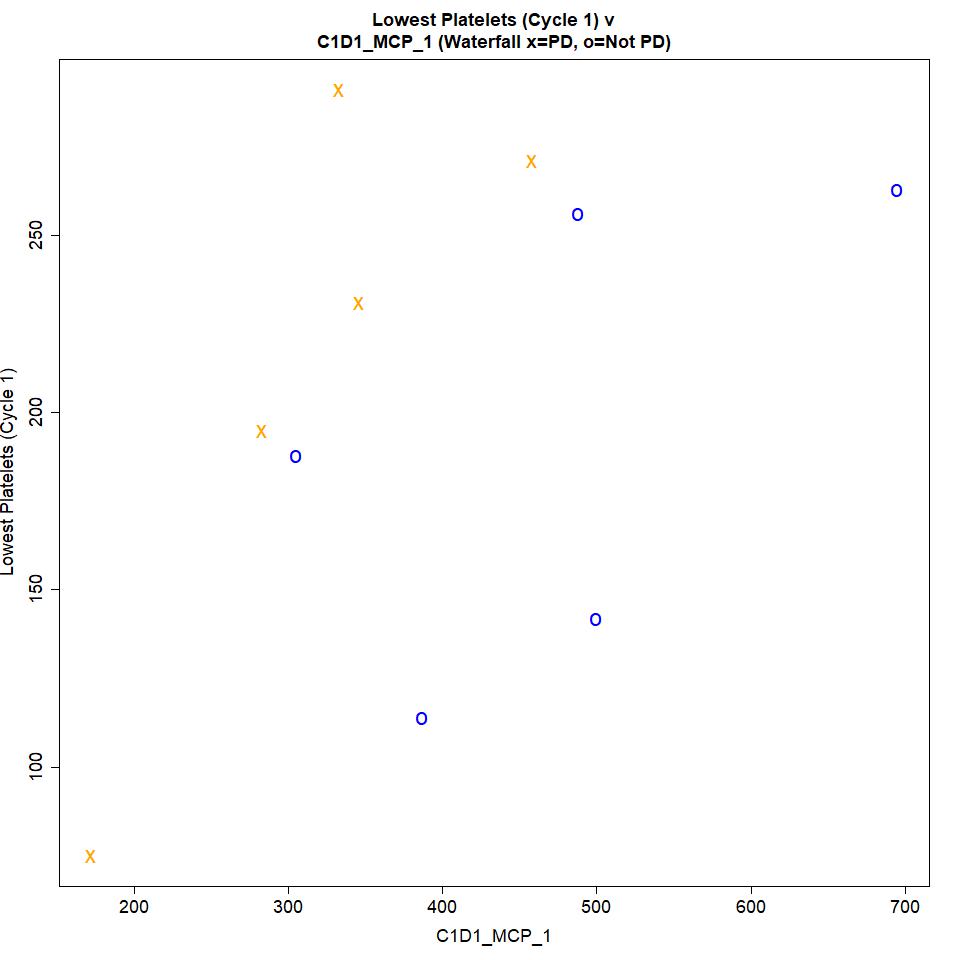 Lowest Platelets (Cycle 1) v
C1D1_MCP_1 (Waterfall x=PD, o=Not PD)
Lowest Platelets (Cycle 1)
250
200
150
100
X
X
O
O
X
X
O
O
O
X
200 300 400 500 600 700
C1D1_MCP_1